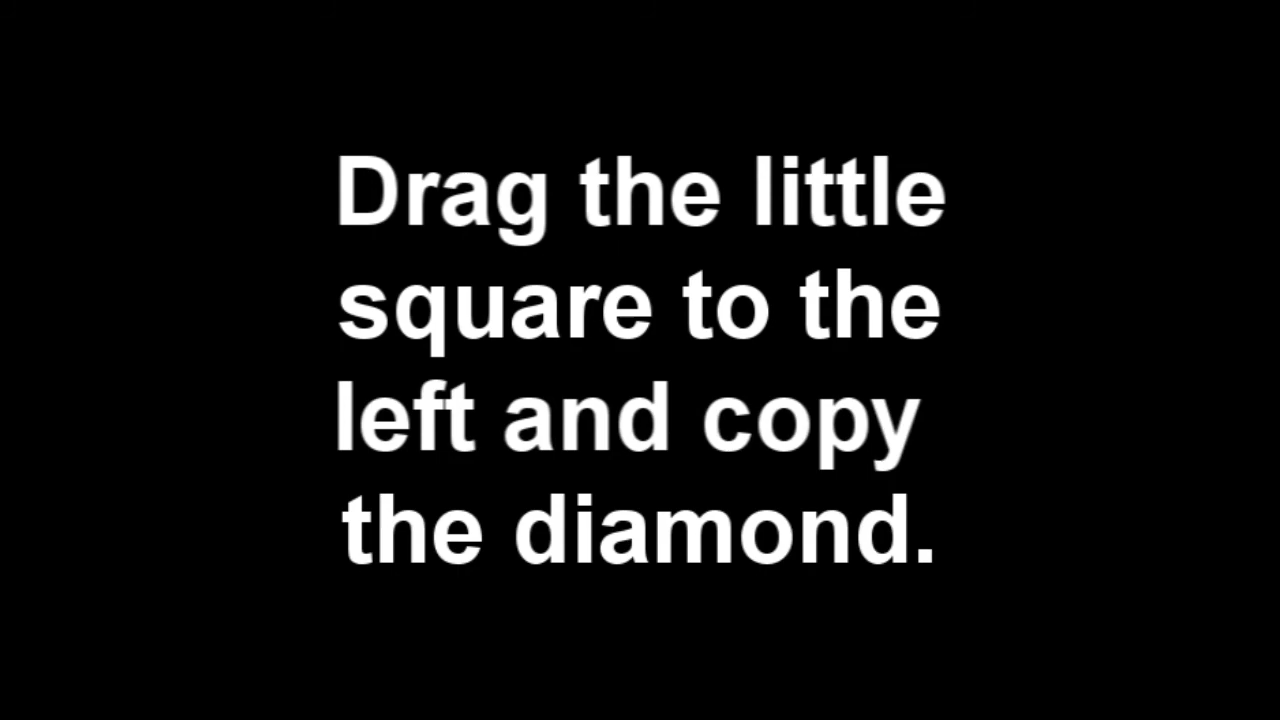 Drag the little
square to the
left and copy
the diamond.